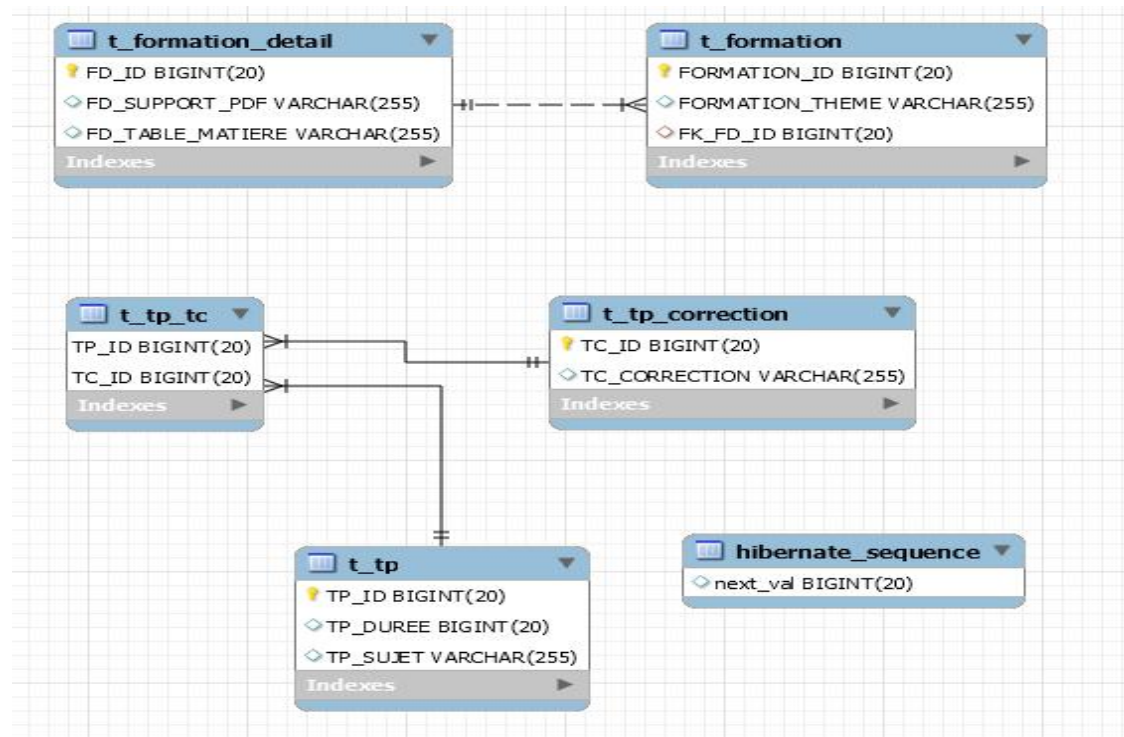 t_formation_detail
FD_ID BIGINT(20)
FD_SUPPORT_PDF VARCHAR(255)
FD_TABLE_MATIERE VARCHAR(255)
Indexes
t_formation
FORMATION_ID BIGINT(20)
FORMATION_THEME VARCHAR(255)
FK_FD_ID BIGINT(20)
Indexes
t_tp_tc
TP_ID BIGINT(20)
TC_ID BIGINT(20)
Indexes
t_tp_correction
TC_ID BIGINT(20)
TC_CORRECTION VARCHAR(255)
Indexes
t_tp
TP_ID BIGINT(20)
TP_DUREE BIGINT(20)
TP_SUJET VARCHAR(255)
Indexes
hibernate_sequence
next_val BIGINT(20)